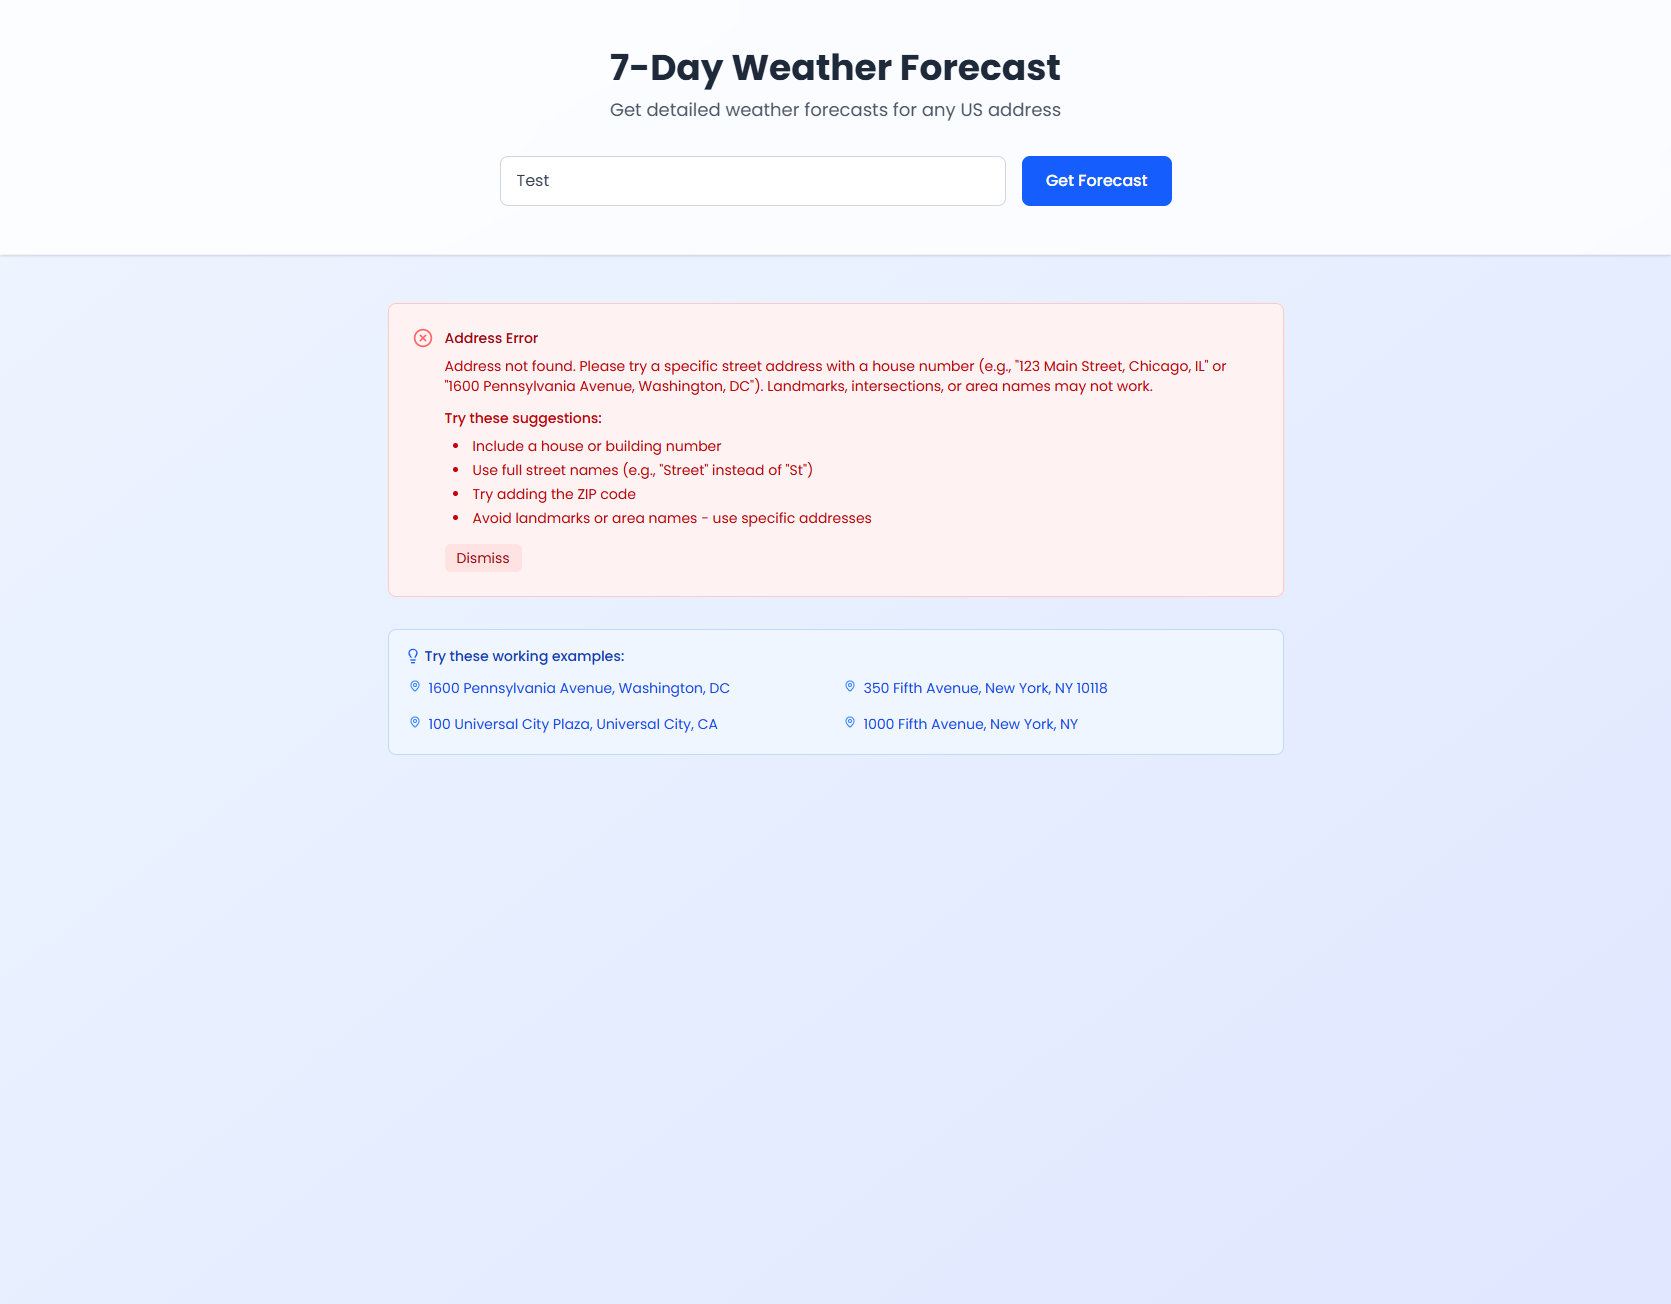 7-Day Weather Forecast
Get detailed weather forecasts for any US address
Test
Get Forecast
Address Error
Address not found. Please try a specific street address with a house number (e.g., "123 Main Street, Chicago, IL" or
"1600 Pennsylvania Avenue, Washington, DC"). Landmarks, intersections, or area names may not work.
Try these suggestions:
• Include a house or building number
• Use full street names (e.g., "Street" instead of "St")
• Try adding the ZIP code
• Avoid landmarks or area names - use specific addresses
Dismiss
Try these working examples:
1600 Pennsylvania Avenue, Washington, DC
350 Fifth Avenue, New York, NY 10118
100 Universal City Plaza, Universal City, CA
1000 Fifth Avenue, New York, NY